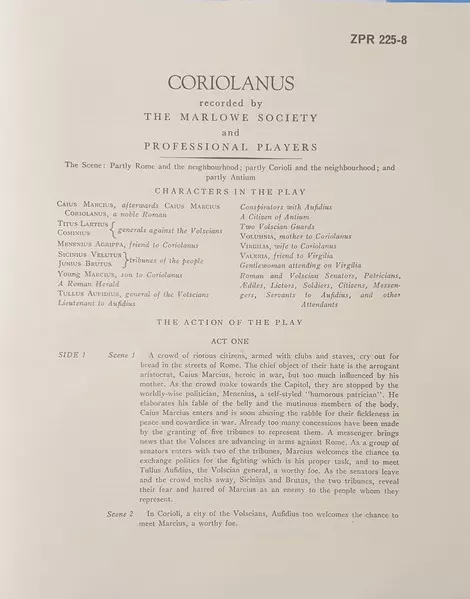 ZPR 225-8
CORIOLANUS
recorded by
THE MARLOWE SOCIETY
and
PROFESSIONAL PLAYERS
The Scene: Partly Rome and the neighbourhood; partly Corioli and the neighbourhood; and
partly Antium
CHARACTERS IN THE PLAY
CAIUS MARCIUS, afterwards CAIUS MARCIUS
CORIOLANUS, a noble Roman
TITUS LARTIUS
COMINIUS
} generals against the Volscians
MENENIUS AGRIPPA, friend to Coriolanus
SICINIUS VELUTUS
JUNIUS BRUTUS
} tribunes of the people
YOUNG MARCIUS, son to Coriolanus
A Roman Herald
TULLUS AUFIDIUS, general of the Volscians
Lieutenant to Aufidius
Conspirators with Aufidius
A Citizen of Antium
Two Volscian Guards
VOLUMNIA, mother to Coriolanus
VIRGILIA, wife to Coriolanus
VALERIA, friend to Virgilia
Gentlewoman attending on Virgilia
Roman and Volscian Senators, Patricians,
Ædiles, Lictors, Soldiers, Citizens, Messen-
gers, Servants to Aufidius, and other
Attendants
THE ACTION OF THE PLAY
ACT ONE
SIDE 1 Scene 1 A crowd of riotous citizens, armed with clubs and staves, cry out for
bread in the streets of Rome. The chief object of their hate is the arrogant
aristocrat, Caius Marcius, heroic in war, but too much influenced by his
mother. As the crowd make towards the Capitol, they are stopped by the
worldly-wise politician, Menenius, a self-styled "humorous patrician". He
elaborates his fable of the belly and the mutinous members of the body.
Caius Marcius enters and is soon abusing the rabble for their fickleness in
peace and cowardice in war. Already too many concessions have been made
by the granting of five tribunes to represent them. A messenger brings
news that the Volsces are advancing in arms against Rome. As a group of
senators enters with two of the tribunes, Marcius welcomes the chance to
exchange politics for the fighting which is his proper task, and to meet
Tullus Aufidius, the Volscian general, a worthy foe. As the senators leave
and the crowd melts away, Sicinius and Brutus, the two tribunes, reveal
their fear and hatred of Marcius as an enemy to the people whom they
represent.
Scene 2 In Corioli, a city of the Volscians, Aufidius too welcomes the chance to
meet Marcius, a worthy foe.